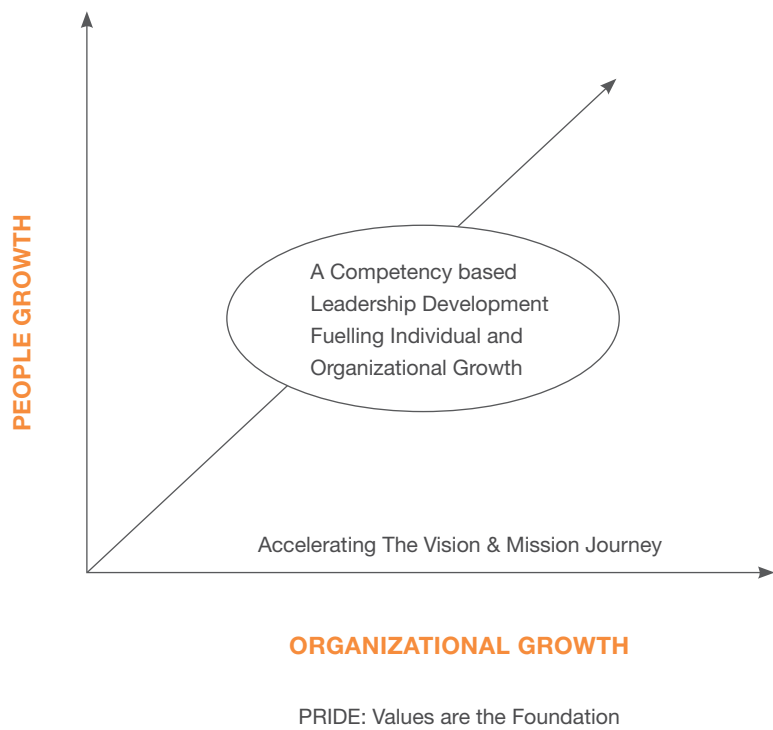 PEOPLE GROWTH
A Competency based
Leadership Development
Fuelling Individual and
Organizational Growth
Accelerating The Vision & Mission Journey
ORGANIZATIONAL GROWTH
PRIDE: Values are the Foundation